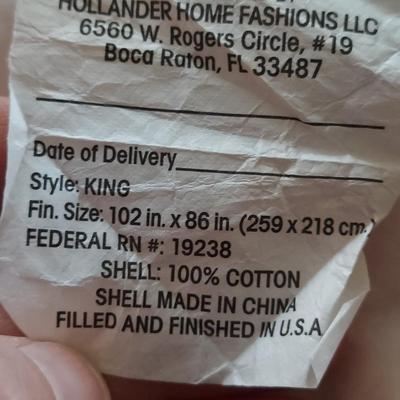 HOLLANDER HOME FASHIONS LLC
6560 W. Rogers Circle, #19
Boca Raton, FL 33487
Date of Delivery
Style: KING
Fin. Size: 102 in. x 86 in. (259 x 218 cm.)
FEDERAL RN #: 19238
SHELL: 100% COTTON
SHELL MADE IN CHINA
FILLED AND FINISHED IN U.S.A